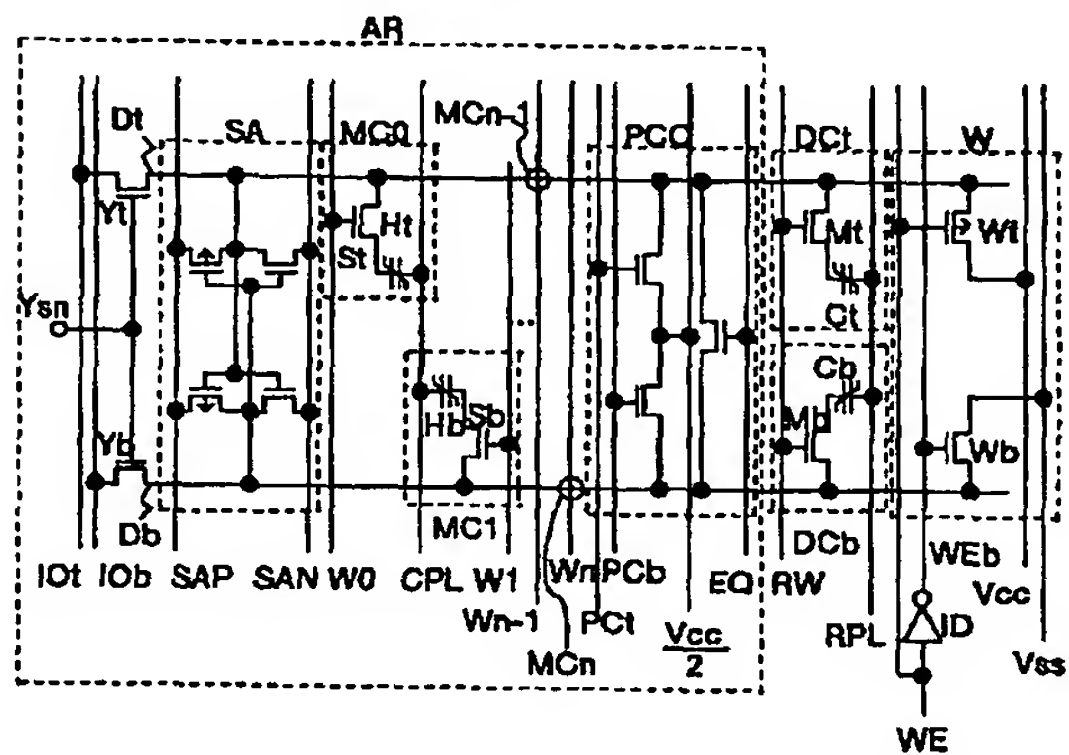 AR
Dt SA MC0 MCn-1 PCC DCt W
Yt Ht Mt Wt
St
Ysn Ct
... Cb
Yb Hb Sb Mb Wb
Db MC1 DCb WEb
IOt IOb SAP SAN W0 CPL W1 Wn PCb EQ RW Vcc
Wn-1 PCt Vcc/2 RPL ID
MCn Vss
WE